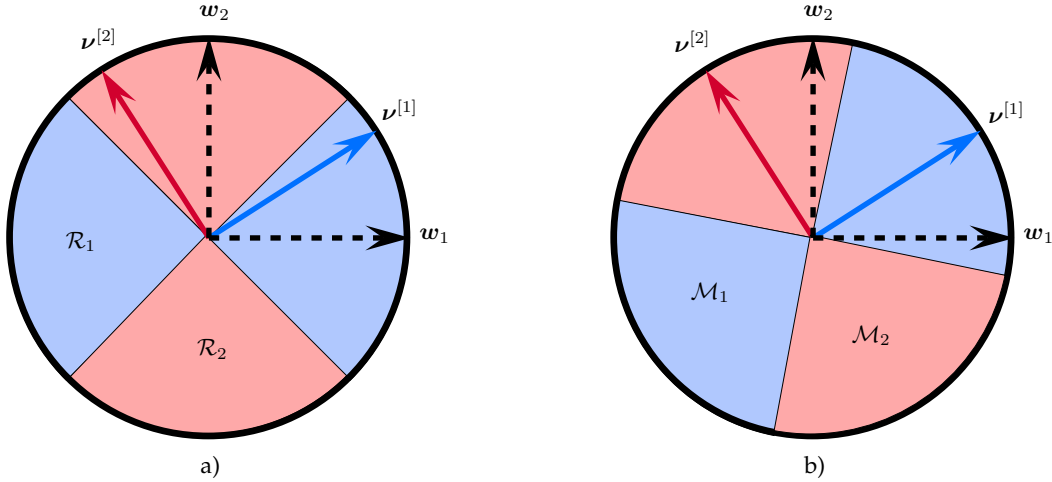 𝒘₂
𝝂^[2]
𝝂^[1]
ℛ₁
𝒘₁
ℛ₂
a)
𝒘₂
𝝂^[2]
𝝂^[1]
𝒘₁
ℳ₁
ℳ₂
b)